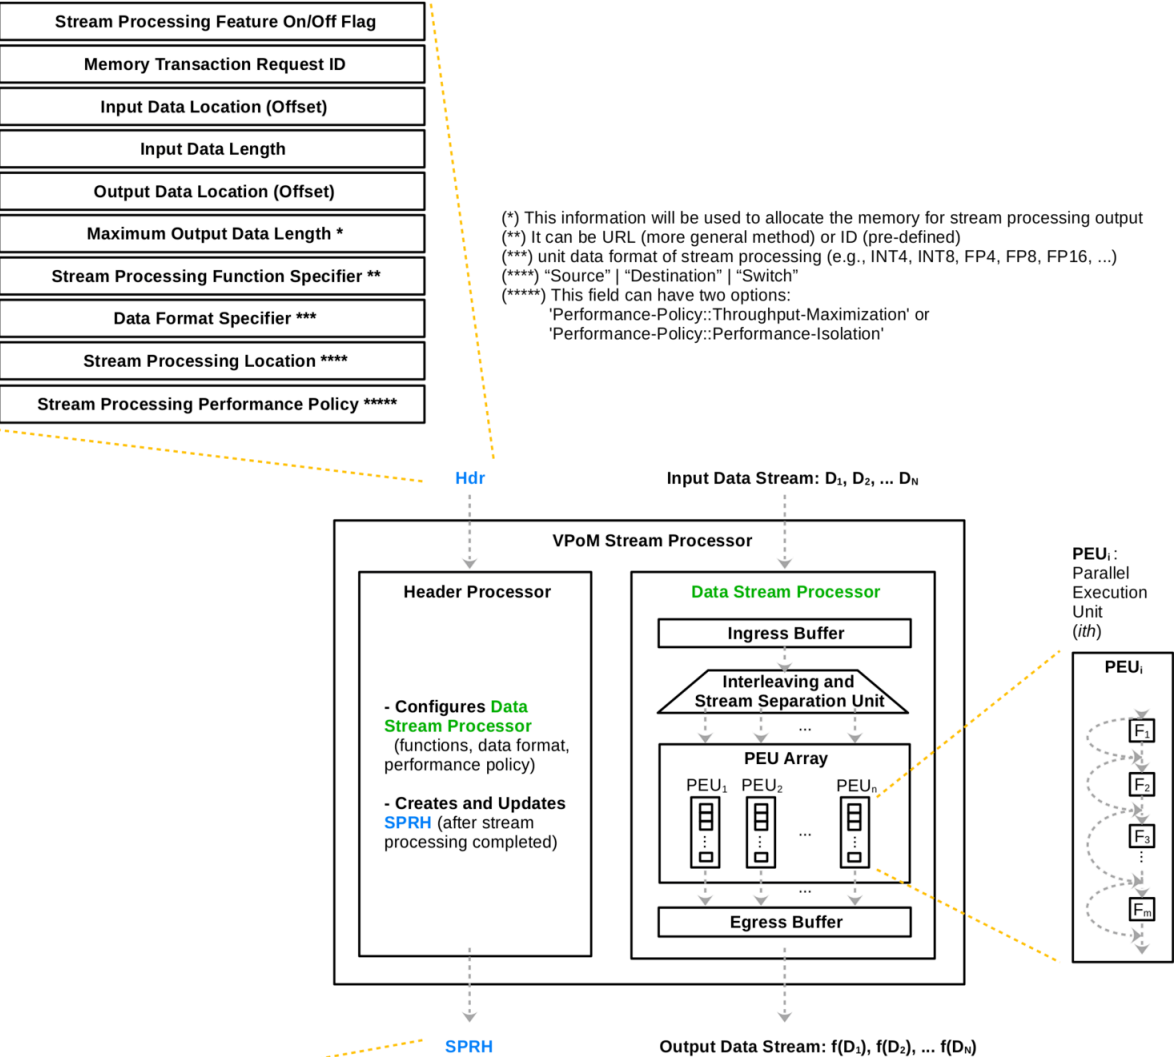 Stream Processing Feature On/Off Flag
Memory Transaction Request ID
Input Data Location (Offset)
Input Data Length
Output Data Location (Offset)
Maximum Output Data Length *
Stream Processing Function Specifier **
Data Format Specifier ***
Stream Processing Location ****
Stream Processing Performance Policy *****
(*) This information will be used to allocate the memory for stream processing output
(**) It can be URL (more general method) or ID (pre-defined)
(***) unit data format of stream processing (e.g., INT4, INT8, FP4, FP8, FP16, ...)
(****) “Source” | “Destination” | “Switch”
(*****) This field can have two options:
'Performance-Policy::Throughput-Maximization' or
'Performance-Policy::Performance-Isolation'
Hdr
Input Data Stream: D₁, D₂, ... D_N
VPoM Stream Processor
Header Processor
- Configures Data
Stream Processor
(functions, data format,
performance policy)
- Creates and Updates
SPRH (after stream
processing completed)
Data Stream Processor
Ingress Buffer
Interleaving and
Stream Separation Unit
...
PEU Array
PEU₁ PEU₂ PEUₙ
...
...
Egress Buffer
PEUᵢ :
Parallel
Execution
Unit
(ith)
PEUᵢ
F₁
F₂
F₃
...
Fₘ
SPRH
Output Data Stream: f(D₁), f(D₂), ... f(D_N)